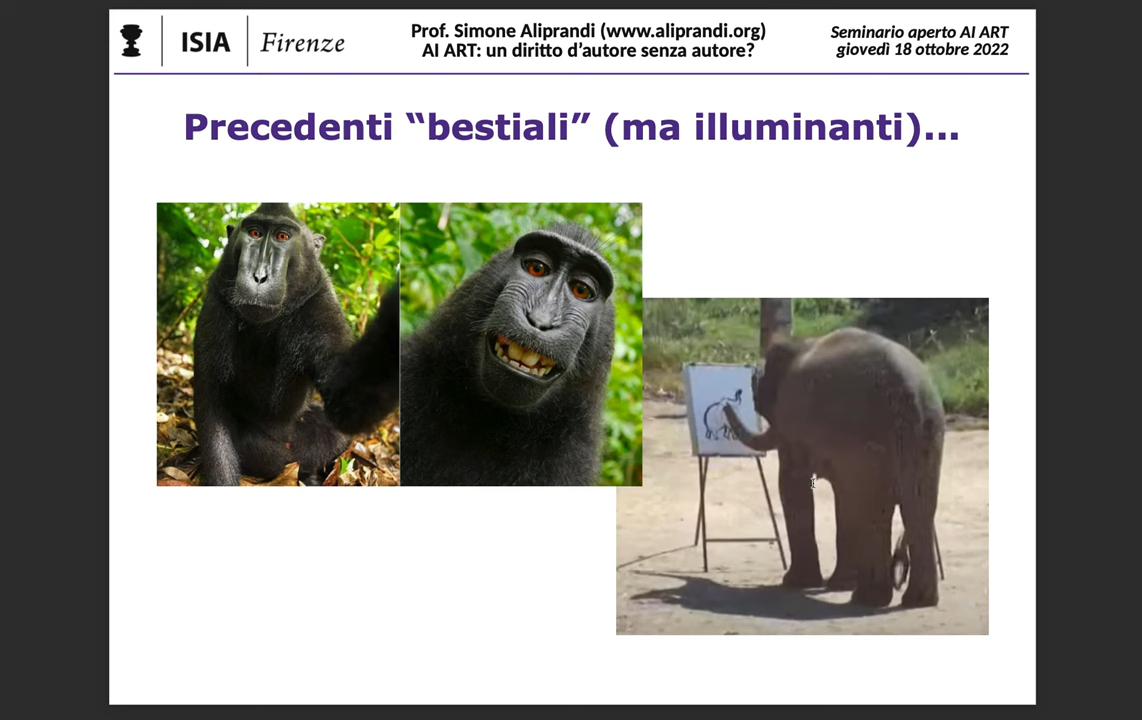 ISIA Firenze
Prof. Simone Aliprandi (www.aliprandi.org)
AI ART: un diritto d’autore senza autore?
Seminario aperto AI ART
giovedì 18 ottobre 2022
Precedenti “bestiali” (ma illuminanti)...